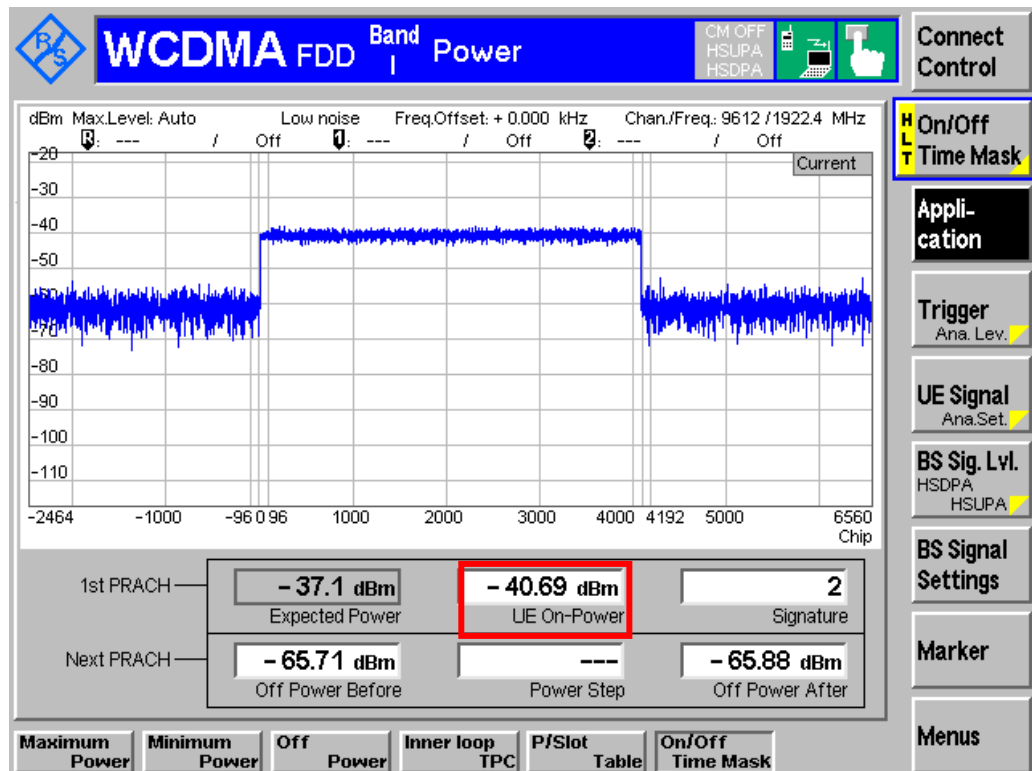 R&S
WCDMA FDD Band I Power
CM OFF
HSUPA
HSDPA
Connect
Control
dBm Max.Level: Auto Low noise Freq.Offset: + 0.000 kHz Chan./Freq.: 9612 / 1922.4 MHz
R: --- / Off 1: --- / Off 2: --- / Off
Current
-20
-30
-40
-50
-60
-70
-80
-90
-100
-110
-2464 -1000 -96 0 96 1000 2000 3000 4000 4192 5000 6560
Chip
1st PRACH
- 37.1 dBm
Expected Power
- 40.69 dBm
UE On-Power
2
Signature
Next PRACH
- 65.71 dBm
Off Power Before
---
Power Step
- 65.88 dBm
Off Power After
HLT
On/Off
Time Mask
Appli-
cation
Trigger
Ana. Lev.
UE Signal
Ana.Set.
BS Sig. Lvl.
HSDPA
HSUPA
BS Signal
Settings
Marker
Menus
Maximum
Power
Minimum
Power
Off
Power
Inner loop
TPC
P/Slot
Table
On/Off
Time Mask